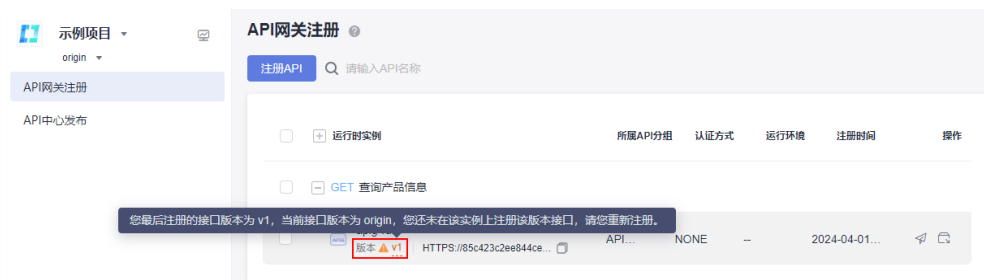 示例项目
origin
API网关注册
API中心发布
API网关注册
注册API
请输入API名称
运行时实例 所属API分组 认证方式 运行环境 注册时间 操作
GET 查询产品信息
您最后注册的接口版本为 v1，当前接口版本为 origin，您还未在该实例上注册该版本接口，请您重新注册。
版本 v1 HTTPS://85c423c2ee844ce... API... NONE -- 2024-04-01...